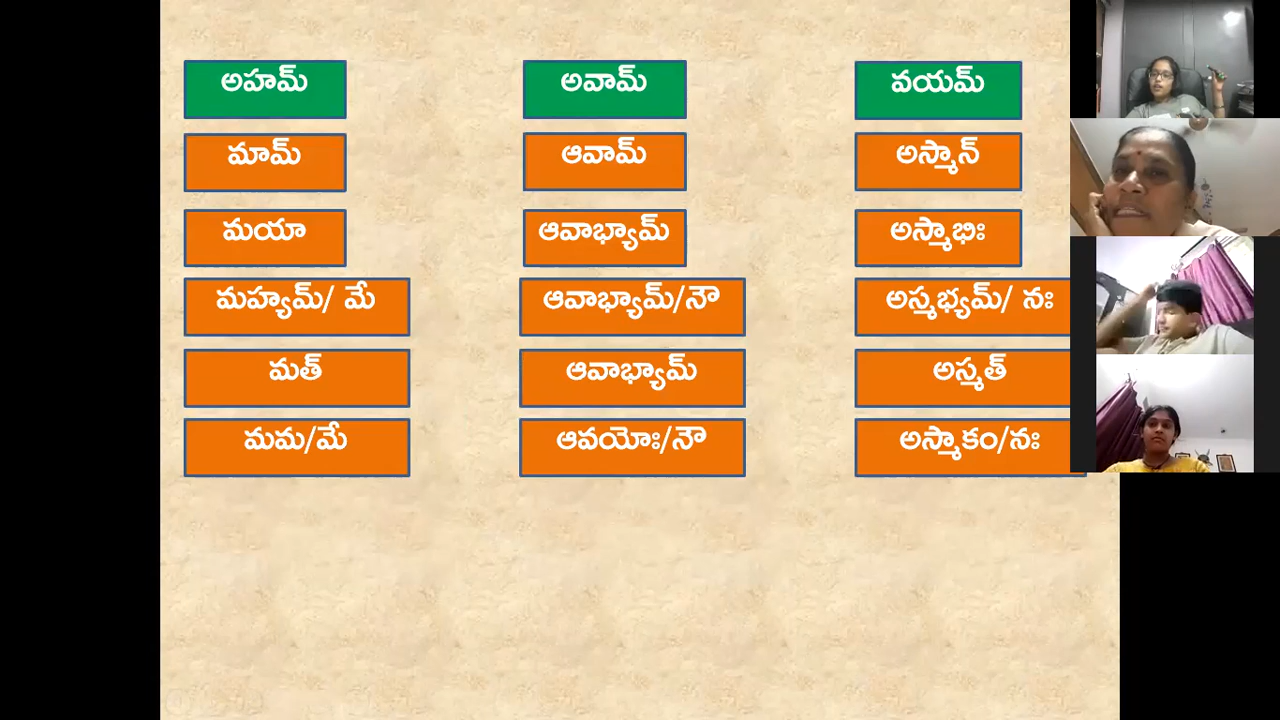 అహమ్ అవామ్ వయమ్
మామ్ ఆవామ్ అస్మాన్
మయా ఆవాభ్యామ్ అస్మాభిః
మహ్యమ్/ మే ఆవాభ్యామ్/నౌ అస్మభ్యమ్/ నః
మత్ ఆవాభ్యామ్ అస్మత్
మమ/మే ఆవయోః/నౌ అస్మాకం/నః